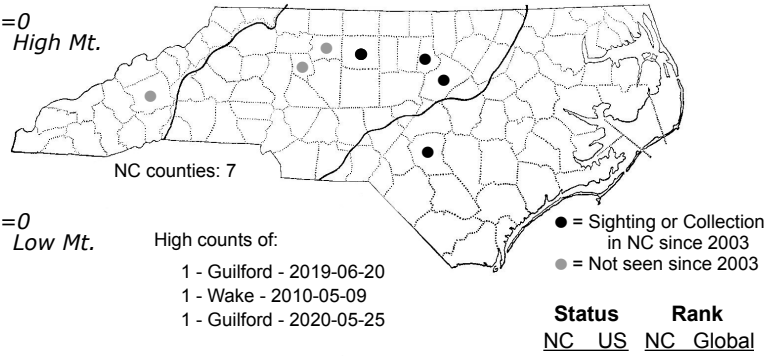 =0
High Mt.
NC counties: 7
=0
Low Mt.
High counts of:
1 - Guilford - 2019-06-20
1 - Wake - 2010-05-09
1 - Guilford - 2020-05-25
= Sighting or Collection
in NC since 2003
= Not seen since 2003
Status Rank
NC US NC Global